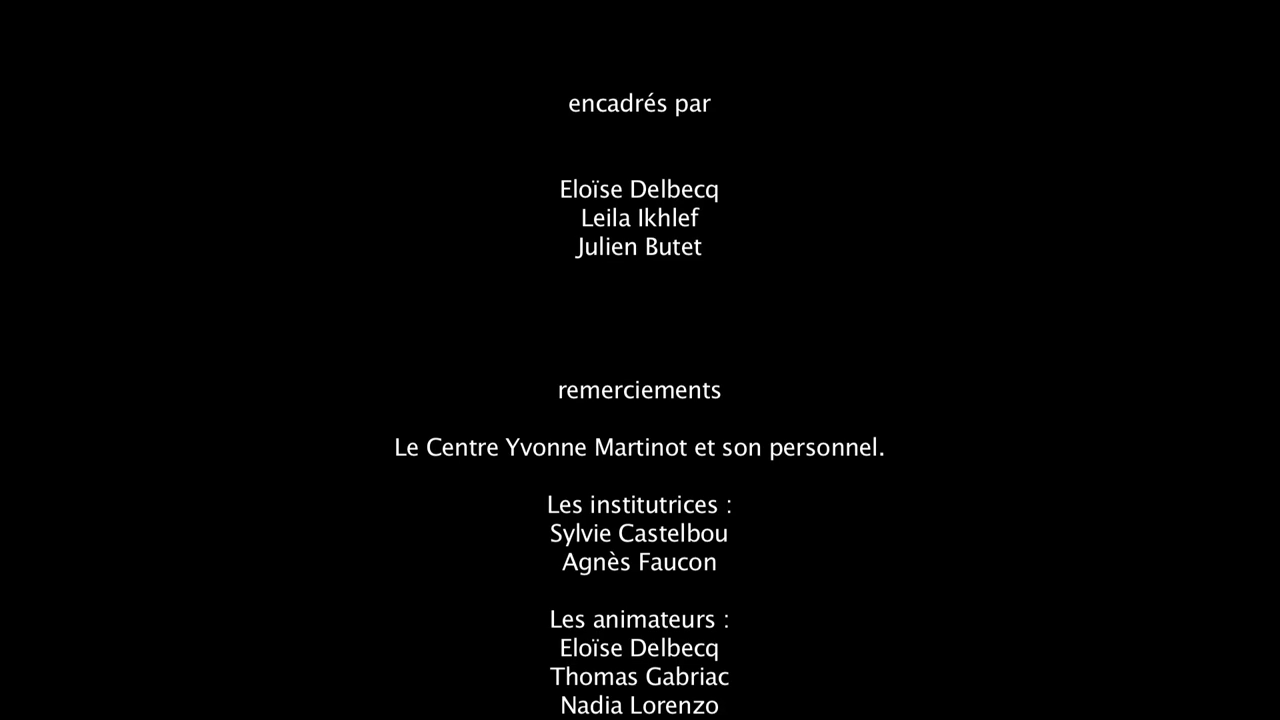 encadrés par
Eloïse Delbecq
Leila Ikhlef
Julien Butet
remerciements
Le Centre Yvonne Martinot et son personnel.
Les institutrices :
Sylvie Castelbou
Agnès Faucon
Les animateurs :
Eloïse Delbecq
Thomas Gabriac
Nadia Lorenzo